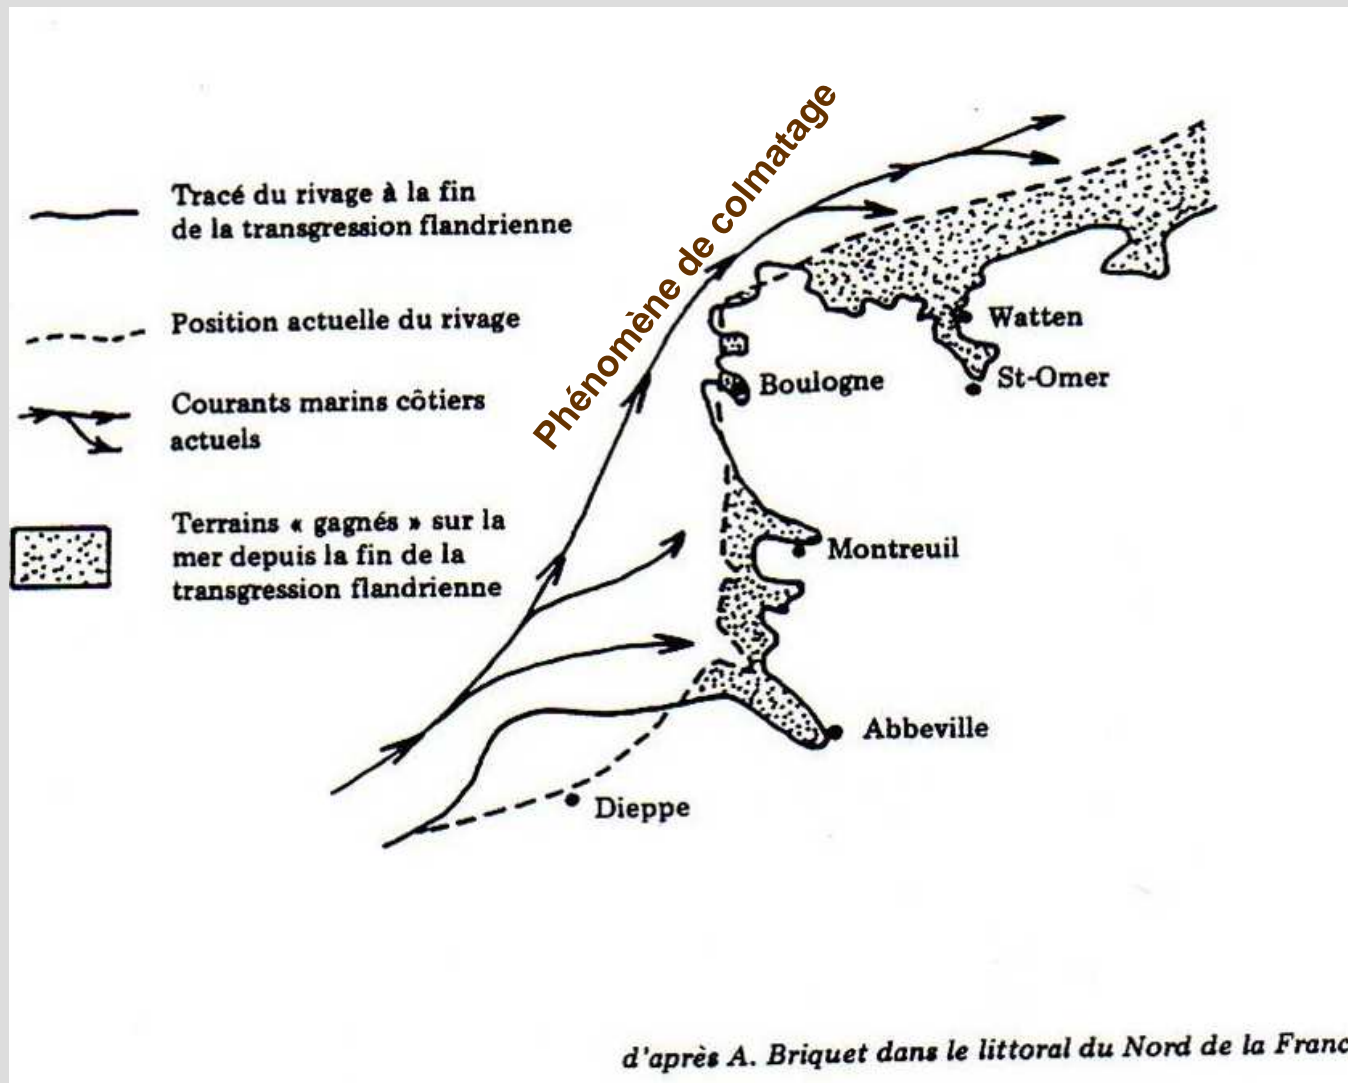 Phénomène de colmatage
Tracé du rivage à la fin
de la transgression flandrienne
Position actuelle du rivage
Courants marins côtiers
actuels
Terrains « gagnés » sur la
mer depuis la fin de la
transgression flandrienne
Watten
St-Omer
Boulogne
Montreuil
Abbeville
Dieppe
d'après A. Briquet dans le littoral du Nord de la Franc